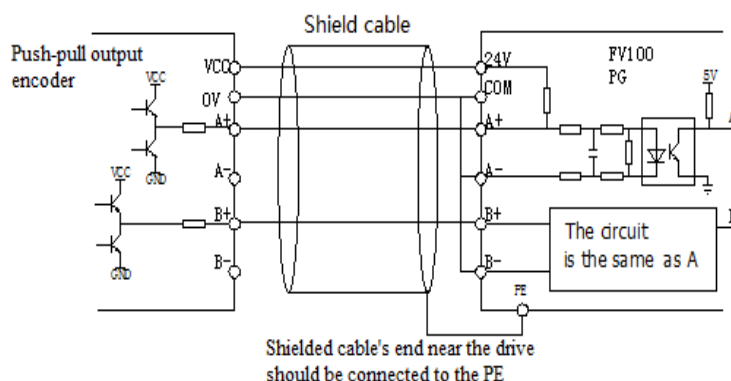 Shield cable
Push-pull output
encoder
VCC
0V
A+
A-
B+
B-
VCC
GND
VCC
GND
24V
COM
A+
A-
B+
B-
PE
FV100
PG
5V
The circuit
is the same as A
Shielded cable's end near the drive
should be connected to the PE